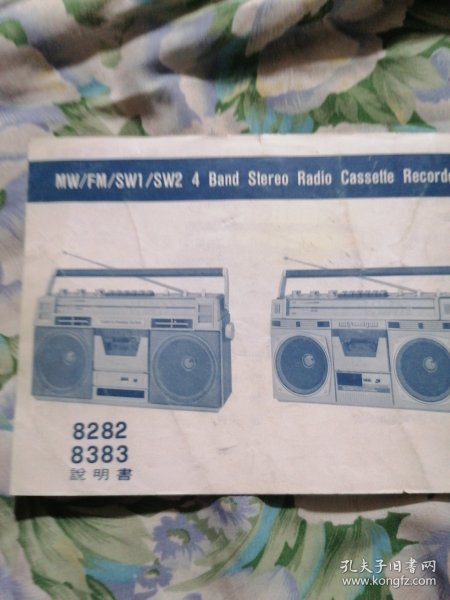 MW/FM/SW1/SW2 4 Band Stereo Radio Cassette Recorde
8282
8383
說明書
孔夫子旧书网
www.kongfz.com